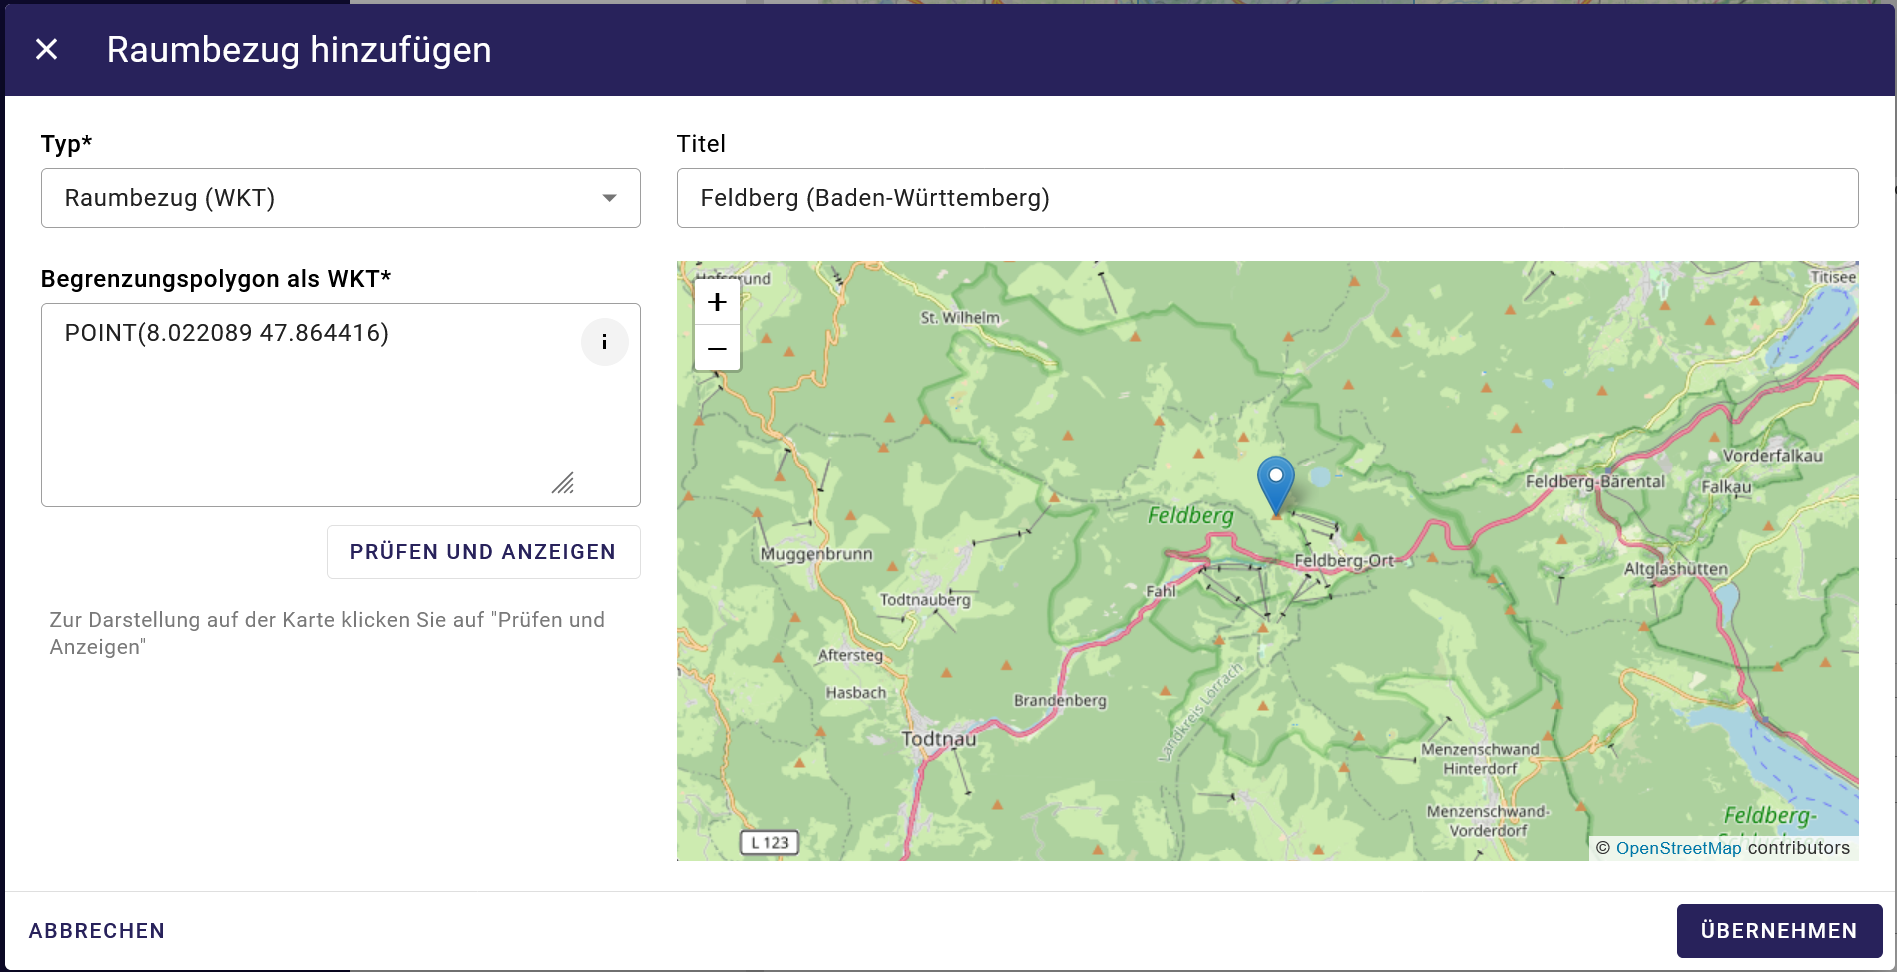 Raumbezug hinzufügen
Typ*
Titel
Raumbezug (WKT)
Feldberg (Baden-Württemberg)
Begrenzungspolygon als WKT*
POINT(8.022089 47.864416)
i
PRÜFEN UND ANZEIGEN
Zur Darstellung auf der Karte klicken Sie auf "Prüfen und
Anzeigen"
+
−
Titisee
St. Wilhelm
Vorderfalkau
Feldberg-Bärental
Falkau
Feldberg
Muggenbrunn
Feldberg-Ort
Altglashütten
Fahl
Todtnauberg
Aftersteg
Hasbach
Brandenberg
Landkreis Lörrach
Todtnau
Menzenschwand
Hinterdorf
Menzenschwand-
Vorderdorf
Feldberg-
L 123
© OpenStreetMap contributors
ABBRECHEN
ÜBERNEHMEN